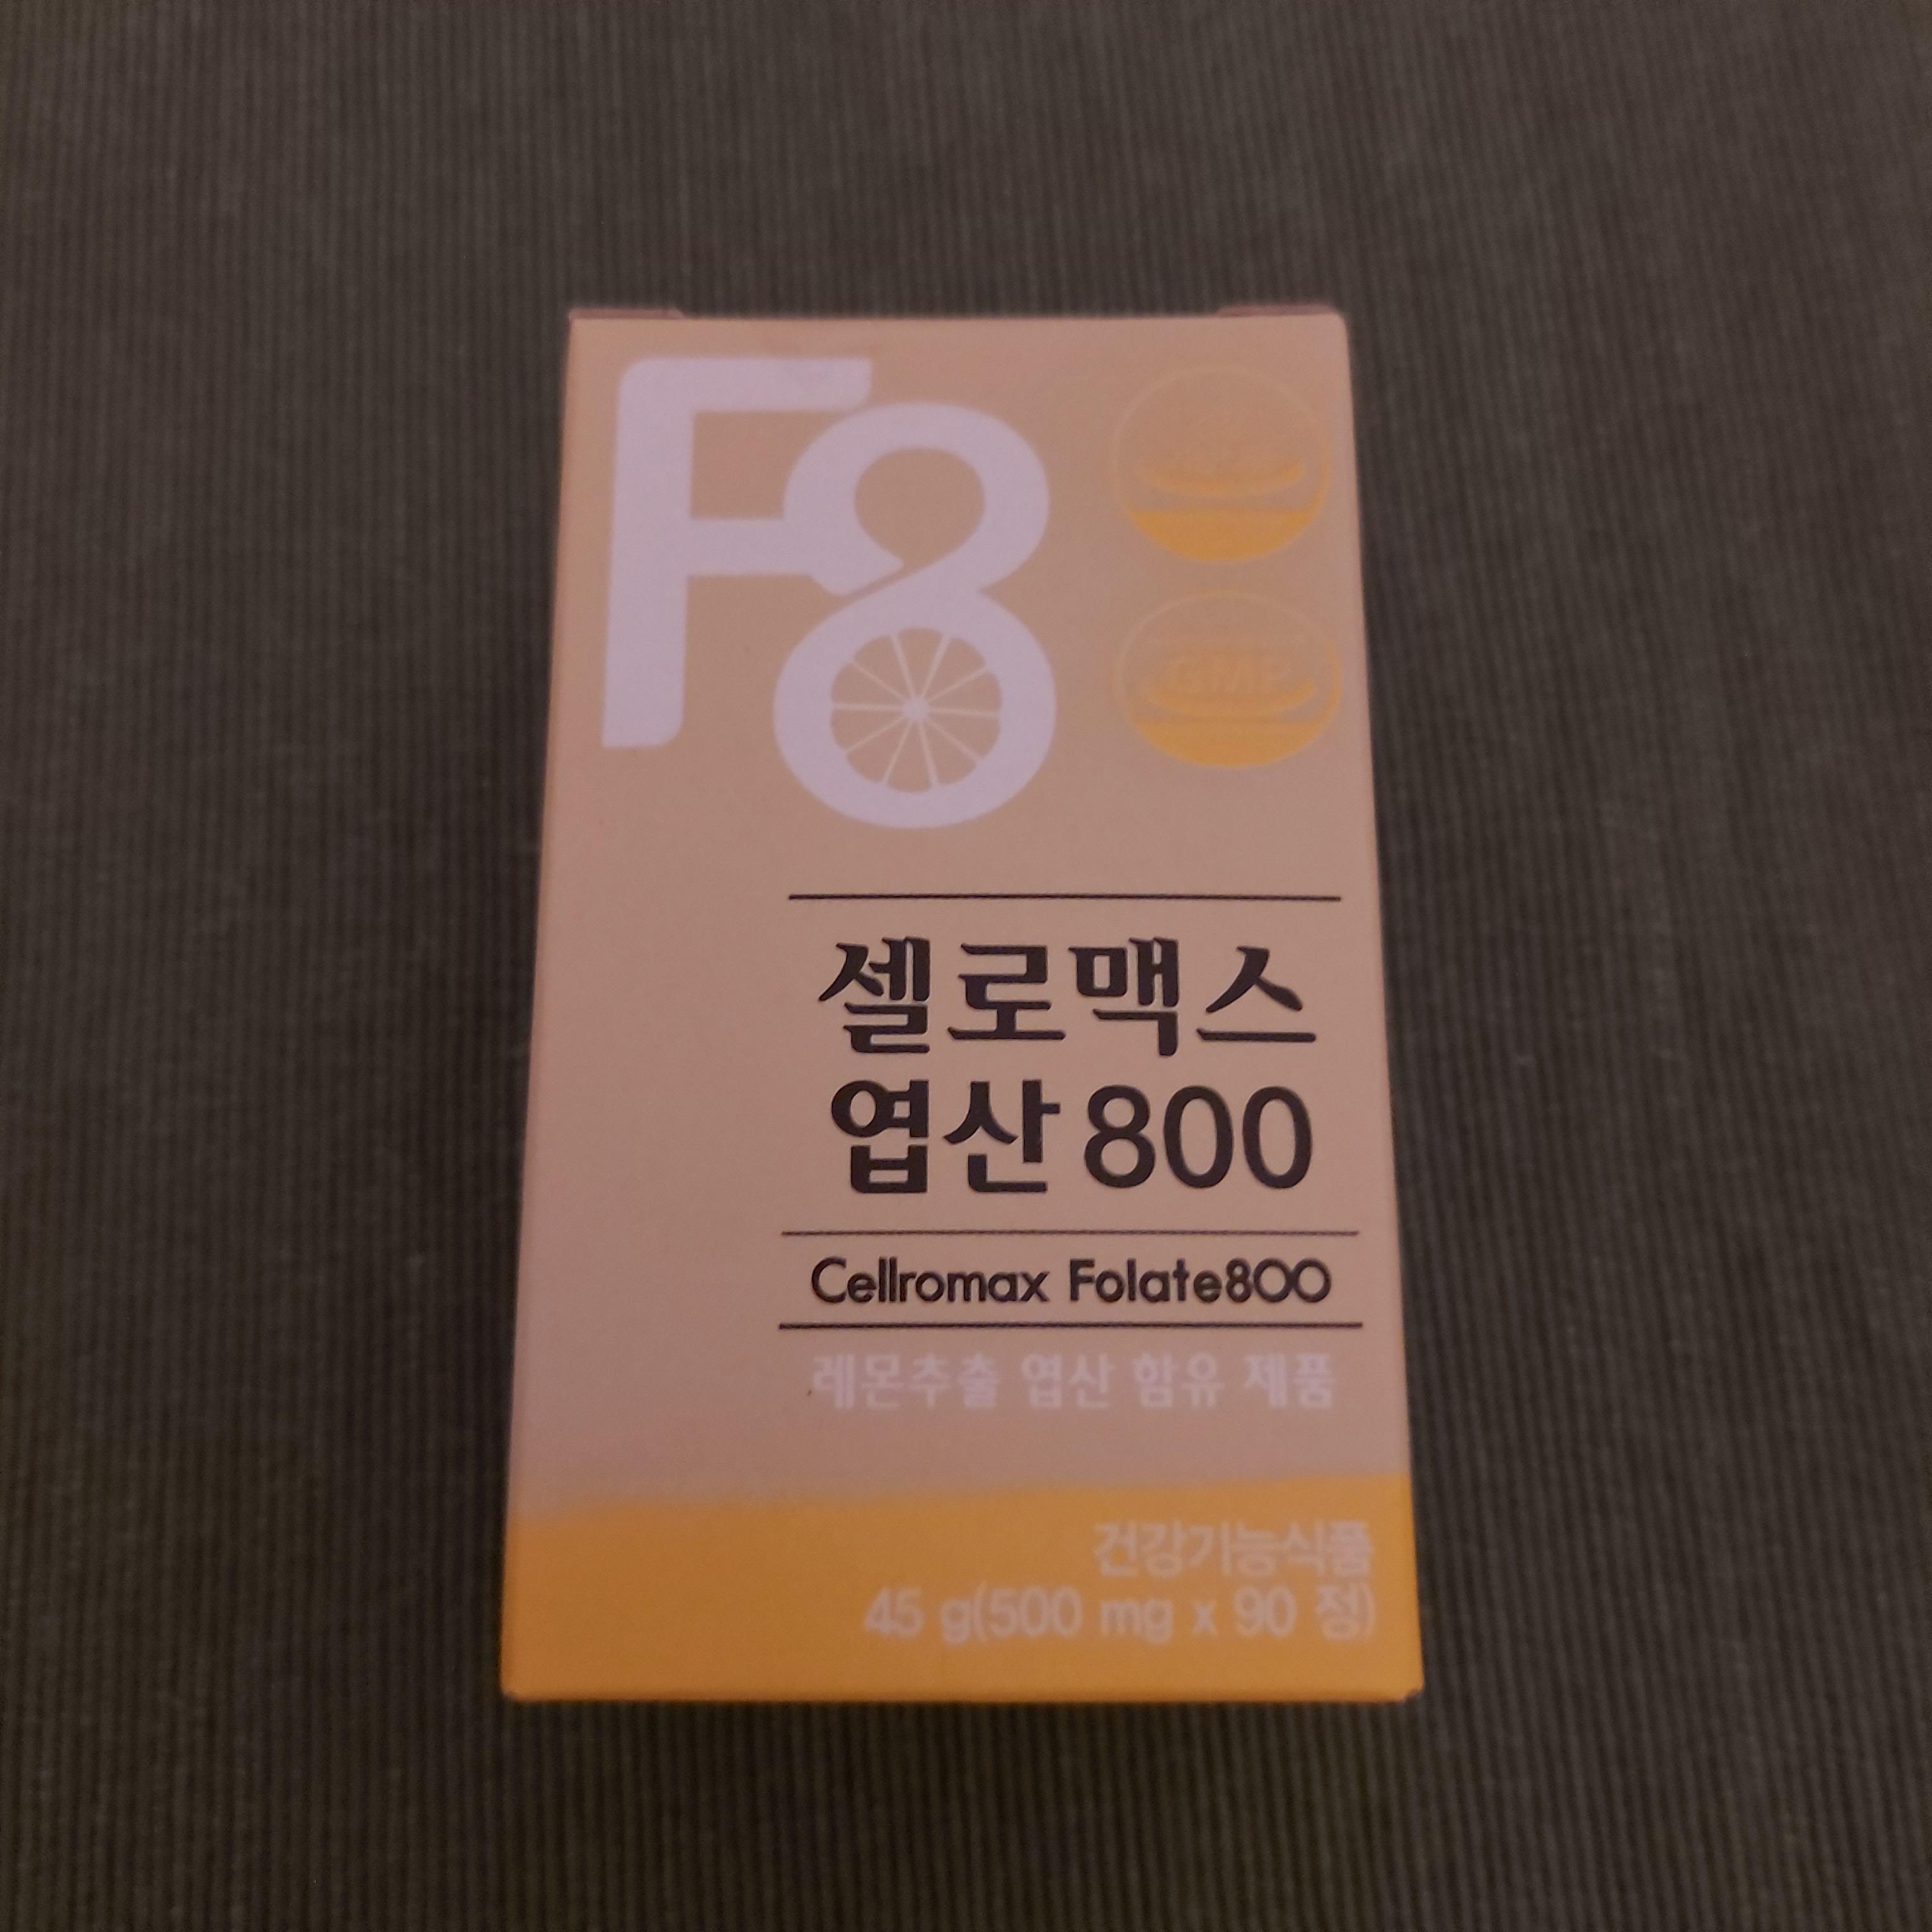 F8
GMP
셀로맥스
엽산 800
Cellromax Folate800
레몬추출 엽산 함유 제품
건강기능식품
45 g(500 mg x 90 정)